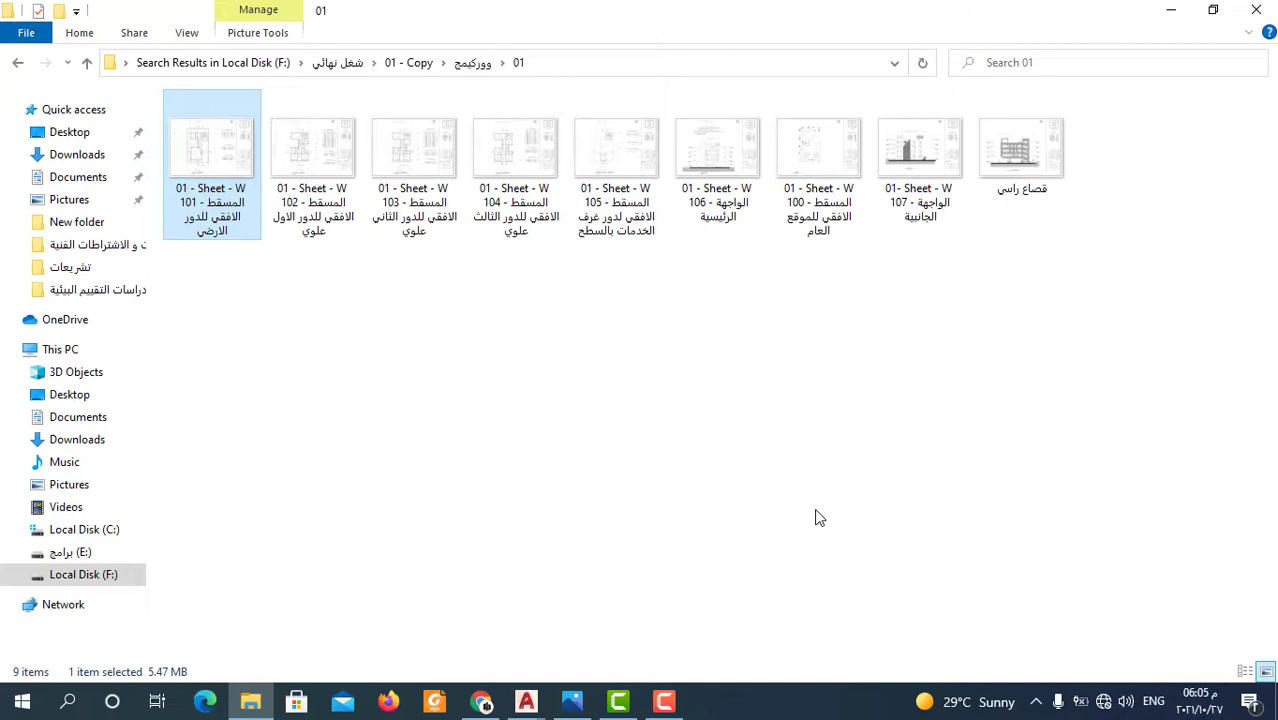 Manage
01
File
Home
Share
View
Picture Tools
Search Results in Local Disk (F:)
شغل نهائي
01 - Copy
ووركيمج
01
Search 01
Quick access
Desktop
Downloads
Documents
Pictures
New folder
ت و الاشتراطات الفنية
تشريعات
دراسات التقييم البيئية
OneDrive
This PC
3D Objects
Desktop
Documents
Downloads
Music
Pictures
Videos
Local Disk (C:)
برامج (E:)
Local Disk (F:)
Network
01 - Sheet - W
101 - المسقط
الافقي للدور
الارضي
01 - Sheet - W
102 - المسقط
الافقي للدور الاول
علوي
01 - Sheet - W
103 - المسقط
الافقي للدور الثاني
علوي
01 - Sheet - W
104 - المسقط
الافقي للدور الثالث
علوي
01 - Sheet - W
105 - المسقط
الافقي لدور غرف
الخدمات بالسطح
01 - Sheet - W
106 - الواجهة
الرئيسية
01 - Sheet - W
100 - المسقط
الافقي للموقع
العام
01- Sheet - W
107 - الواجهة
الجانبية
قصاع راسي
9 items
1 item selected 5.47 MB
29°C Sunny
ENG
06:05 م
٢٠٢١/١٠/٢٧